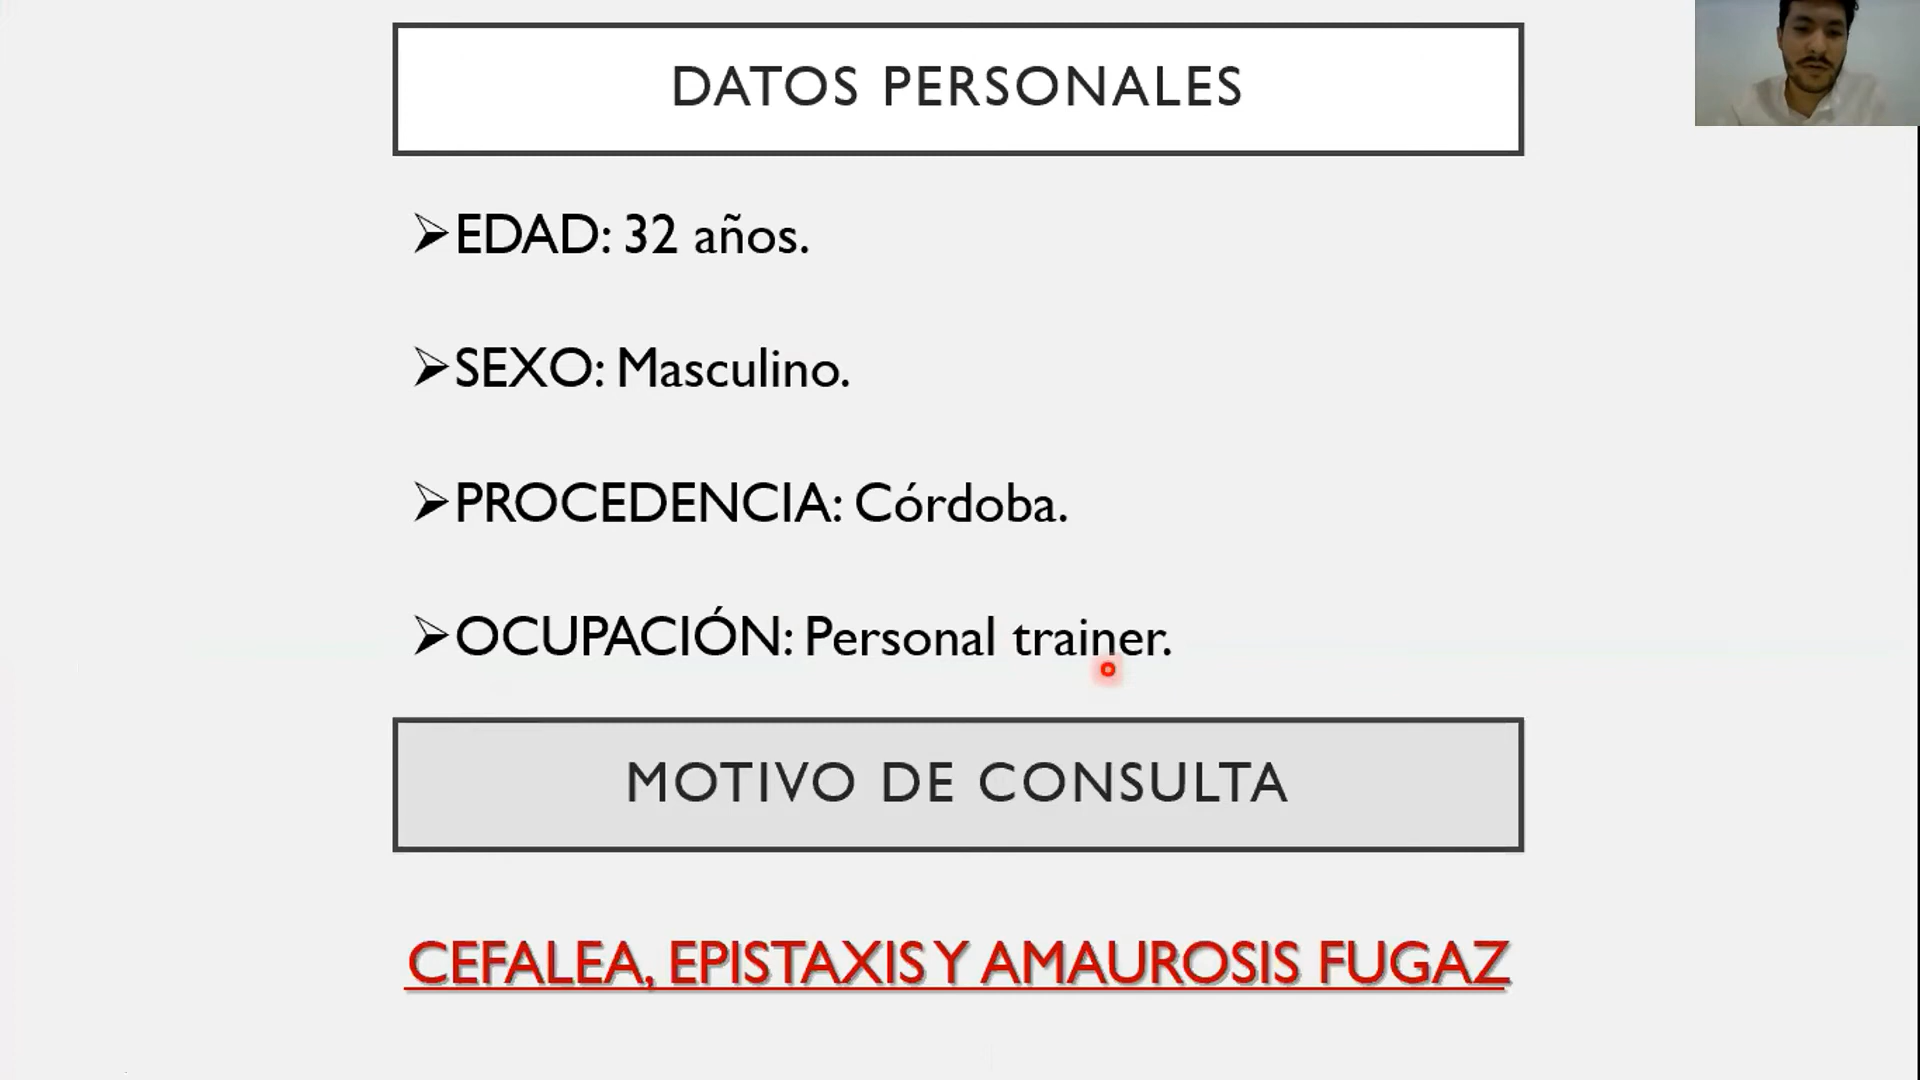 DATOS PERSONALES
➢EDAD: 32 años.
➢SEXO: Masculino.
➢PROCEDENCIA: Córdoba.
➢OCUPACIÓN: Personal trainer.
MOTIVO DE CONSULTA
CEFALEA, EPISTAXIS Y AMAUROSIS FUGAZ